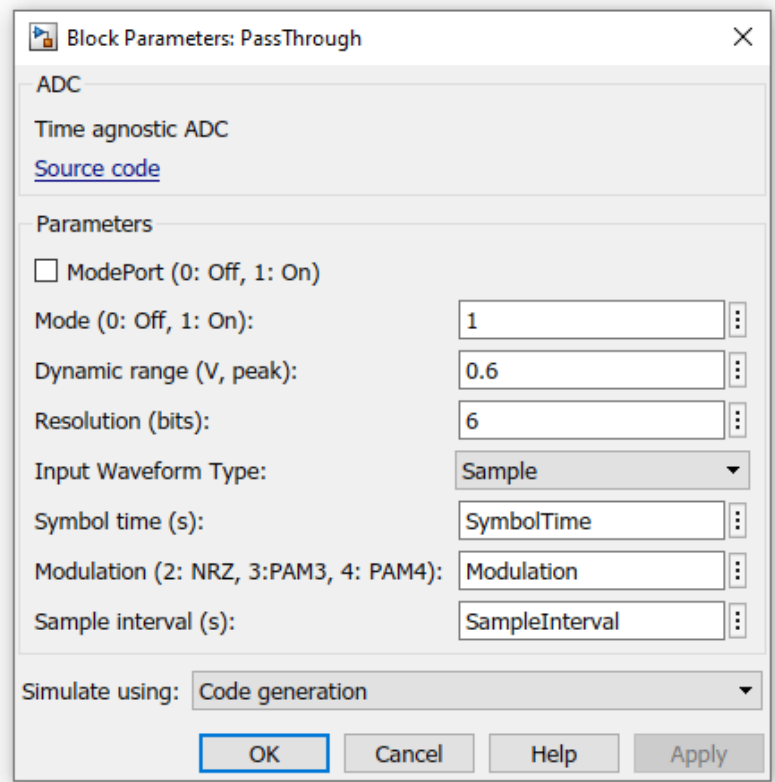 Block Parameters: PassThrough
ADC
Time agnostic ADC
Source code
Parameters
ModePort (0: Off, 1: On)
Mode (0: Off, 1: On): 1
Dynamic range (V, peak): 0.6
Resolution (bits): 6
Input Waveform Type: Sample
Symbol time (s): SymbolTime
Modulation (2: NRZ, 3:PAM3, 4: PAM4): Modulation
Sample interval (s): SampleInterval
Simulate using: Code generation
OK Cancel Help Apply